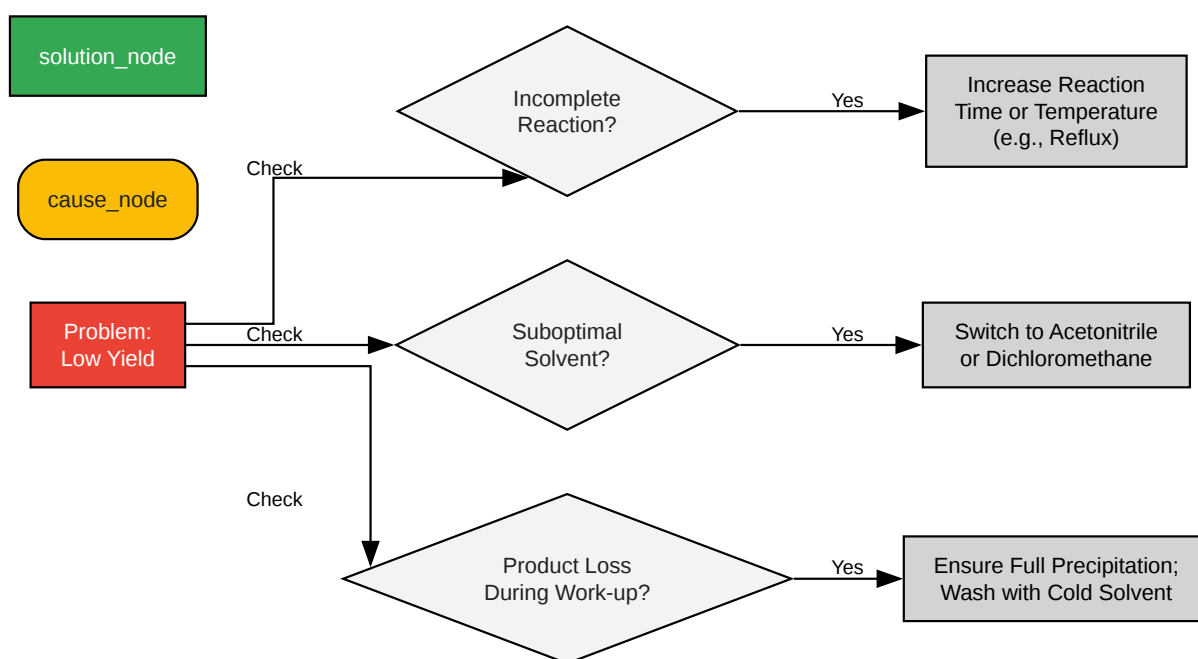 solution_node
cause_node
Problem:
Low Yield
Check
Check
Check
Incomplete
Reaction?
Yes
Increase Reaction
Time or Temperature
(e.g., Reflux)
Suboptimal
Solvent?
Yes
Switch to Acetonitrile
or Dichloromethane
Product Loss
During Work-up?
Yes
Ensure Full Precipitation;
Wash with Cold Solvent